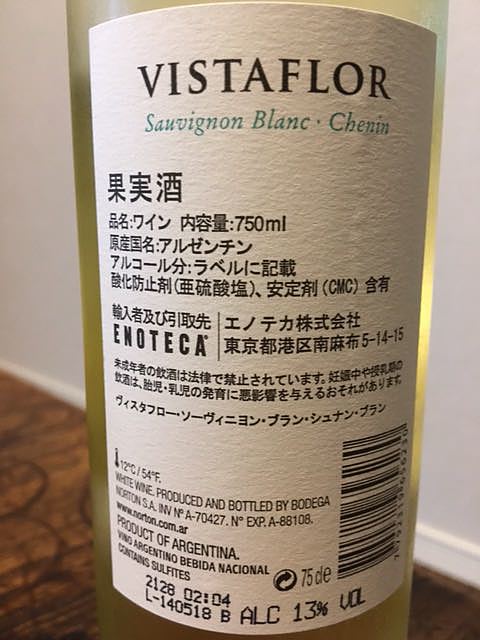 VISTAFLOR
Sauvignon Blanc · Chenin
果実酒
品名:ワイン 内容量:750ml
原産国名:アルゼンチン
アルコール分:ラベルに記載
酸化防止剤(亜硫酸塩)、安定剤(CMC)含有
輸入者及び引取先 エノテカ株式会社
ENOTECA 東京都港区南麻布5-14-15
未成年者の飲酒は法律で禁止されています。妊娠中や授乳期の
飲酒は、胎児・乳児の発育に悪影響を与えるおそれがあります。
ヴィスタフロー・ソーヴィニヨン・ブラン・シュナン・ブラン
12°C / 54°F.
WHITE WINE. PRODUCED AND BOTTLED BY BODEGA
NORTON S.A. INV Nº A-70427. Nº EXP. A-88108.
www.norton.com.ar
PRODUCT OF ARGENTINA.
VINO ARGENTINO BEBIDA NACIONAL
CONTAINS SULFITES
75 cle
2128 02:04
L-140518 B ALC 13% VOL